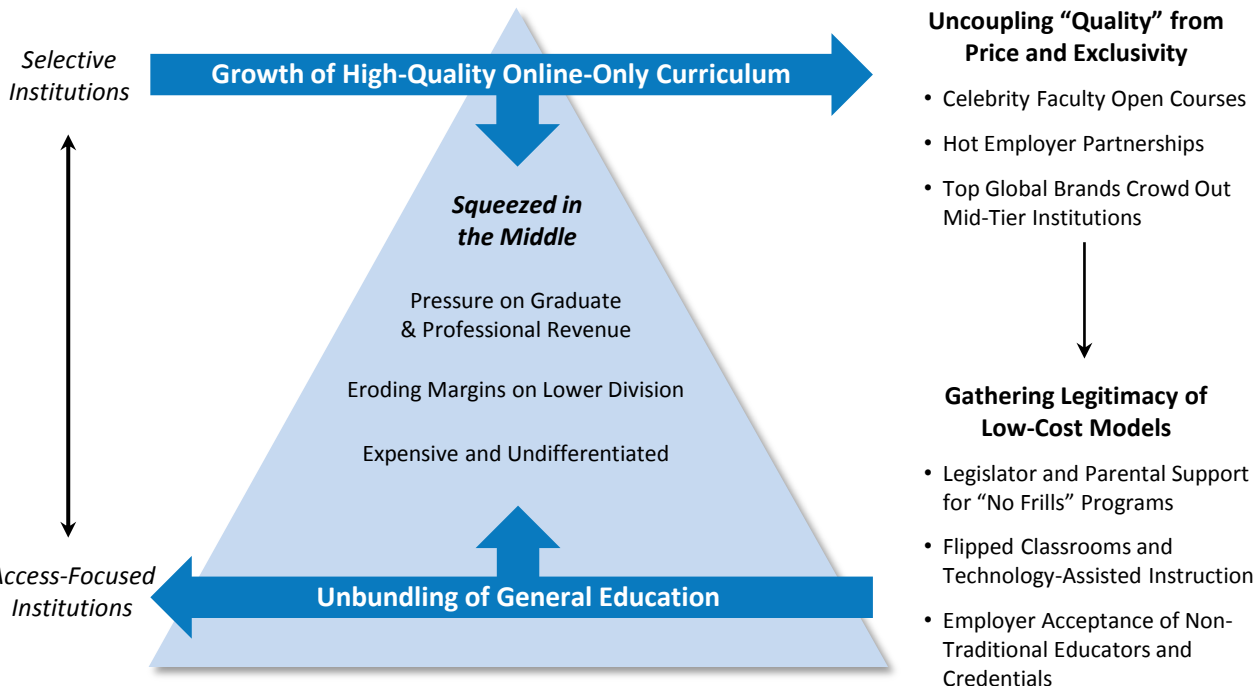 Selective
Institutions
Growth of High-Quality Online-Only Curriculum
Squeezed in
the Middle
Pressure on Graduate
& Professional Revenue
Eroding Margins on Lower Division
Expensive and Undifferentiated
ccess-Focused
Institutions
Unbundling of General Education
Uncoupling “Quality” from
Price and Exclusivity
• Celebrity Faculty Open Courses
• Hot Employer Partnerships
• Top Global Brands Crowd Out
Mid-Tier Institutions
Gathering Legitimacy of
Low-Cost Models
• Legislator and Parental Support
for “No Frills” Programs
• Flipped Classrooms and
Technology-Assisted Instruction
• Employer Acceptance of Non-
Traditional Educators and
Credentials